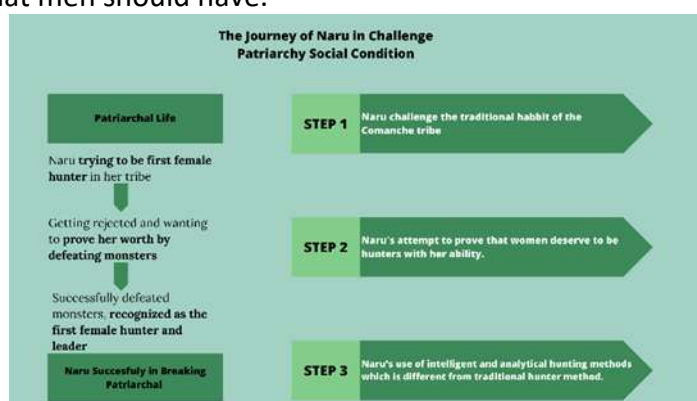 hat men should have.
The Journey of Naru in Challenge
Patriarchy Social Condition
Patriarchal Life
Naru trying to be first female
hunter in her tribe
Getting rejected and wanting
to prove her worth by
defeating monsters
Successfully defeated
monsters, recognized as the
first female hunter and
leader
Naru Succesfuly in Breaking
Patriarchal
STEP 1
Naru challenge the traditional habbit of the
Comanche tribe
STEP 2
Naru's attempt to prove that women deserve to be
hunters with her ability.
STEP 3
Naru's use of intelligent and analytical hunting methods
which is different from traditional hunter method.